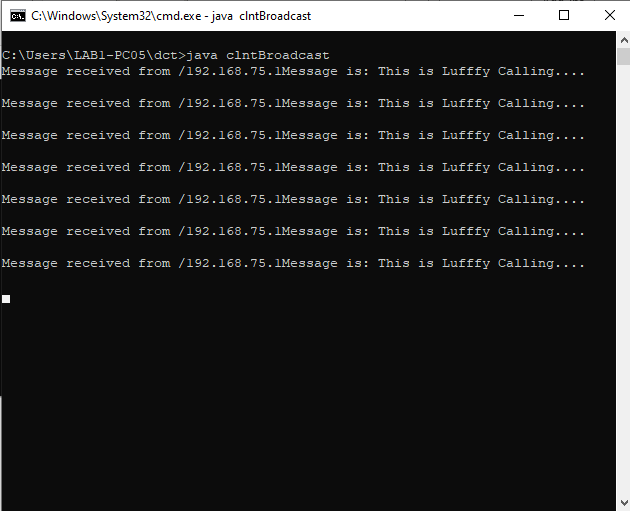 C:\Windows\System32\cmd.exe - java  clntBroadcast
C:\Users\LAB1-PC05\dct>java clntBroadcast
Message received from /192.168.75.1Message is: This is Lufffy Calling....
Message received from /192.168.75.1Message is: This is Lufffy Calling....
Message received from /192.168.75.1Message is: This is Lufffy Calling....
Message received from /192.168.75.1Message is: This is Lufffy Calling....
Message received from /192.168.75.1Message is: This is Lufffy Calling....
Message received from /192.168.75.1Message is: This is Lufffy Calling....
Message received from /192.168.75.1Message is: This is Lufffy Calling....